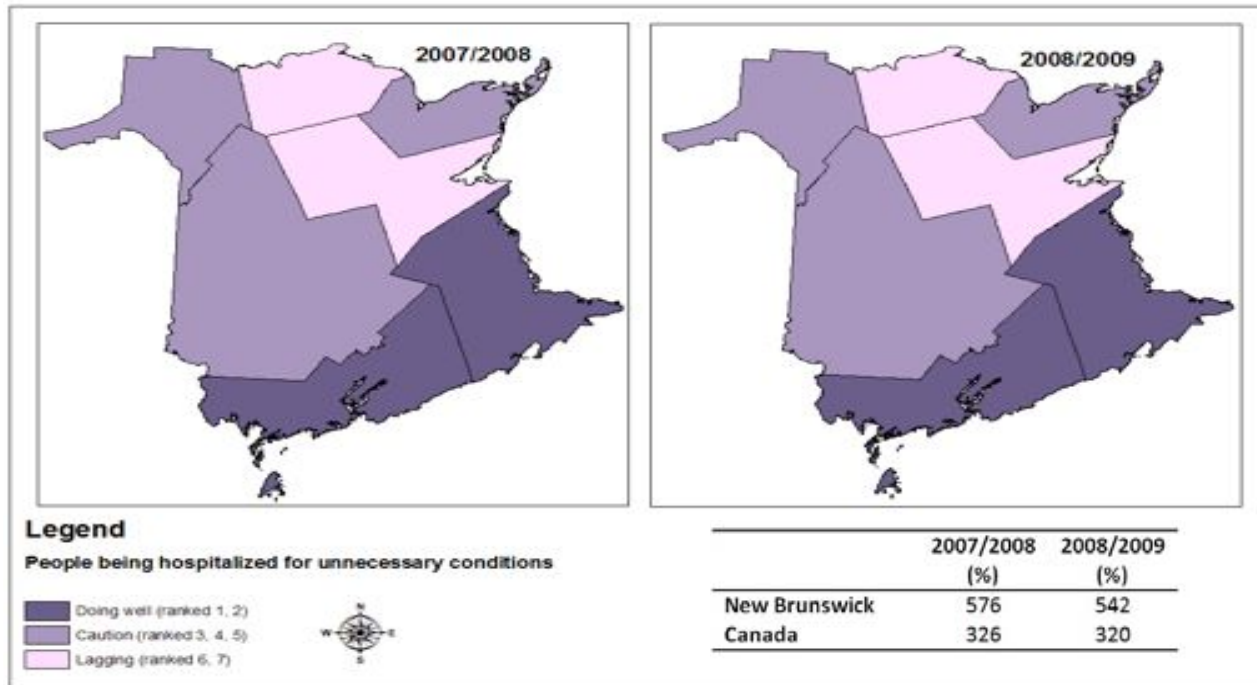 2007/2008
2008/2009
Legend
People being hospitalized for unnecessary conditions
Doing well (ranked 1, 2)
Caution (ranked 3, 4, 5)
Lagging (ranked 6, 7)
N
W E
S
2007/2008 2008/2009
(%) (%)
New Brunswick 576 542
Canada 326 320